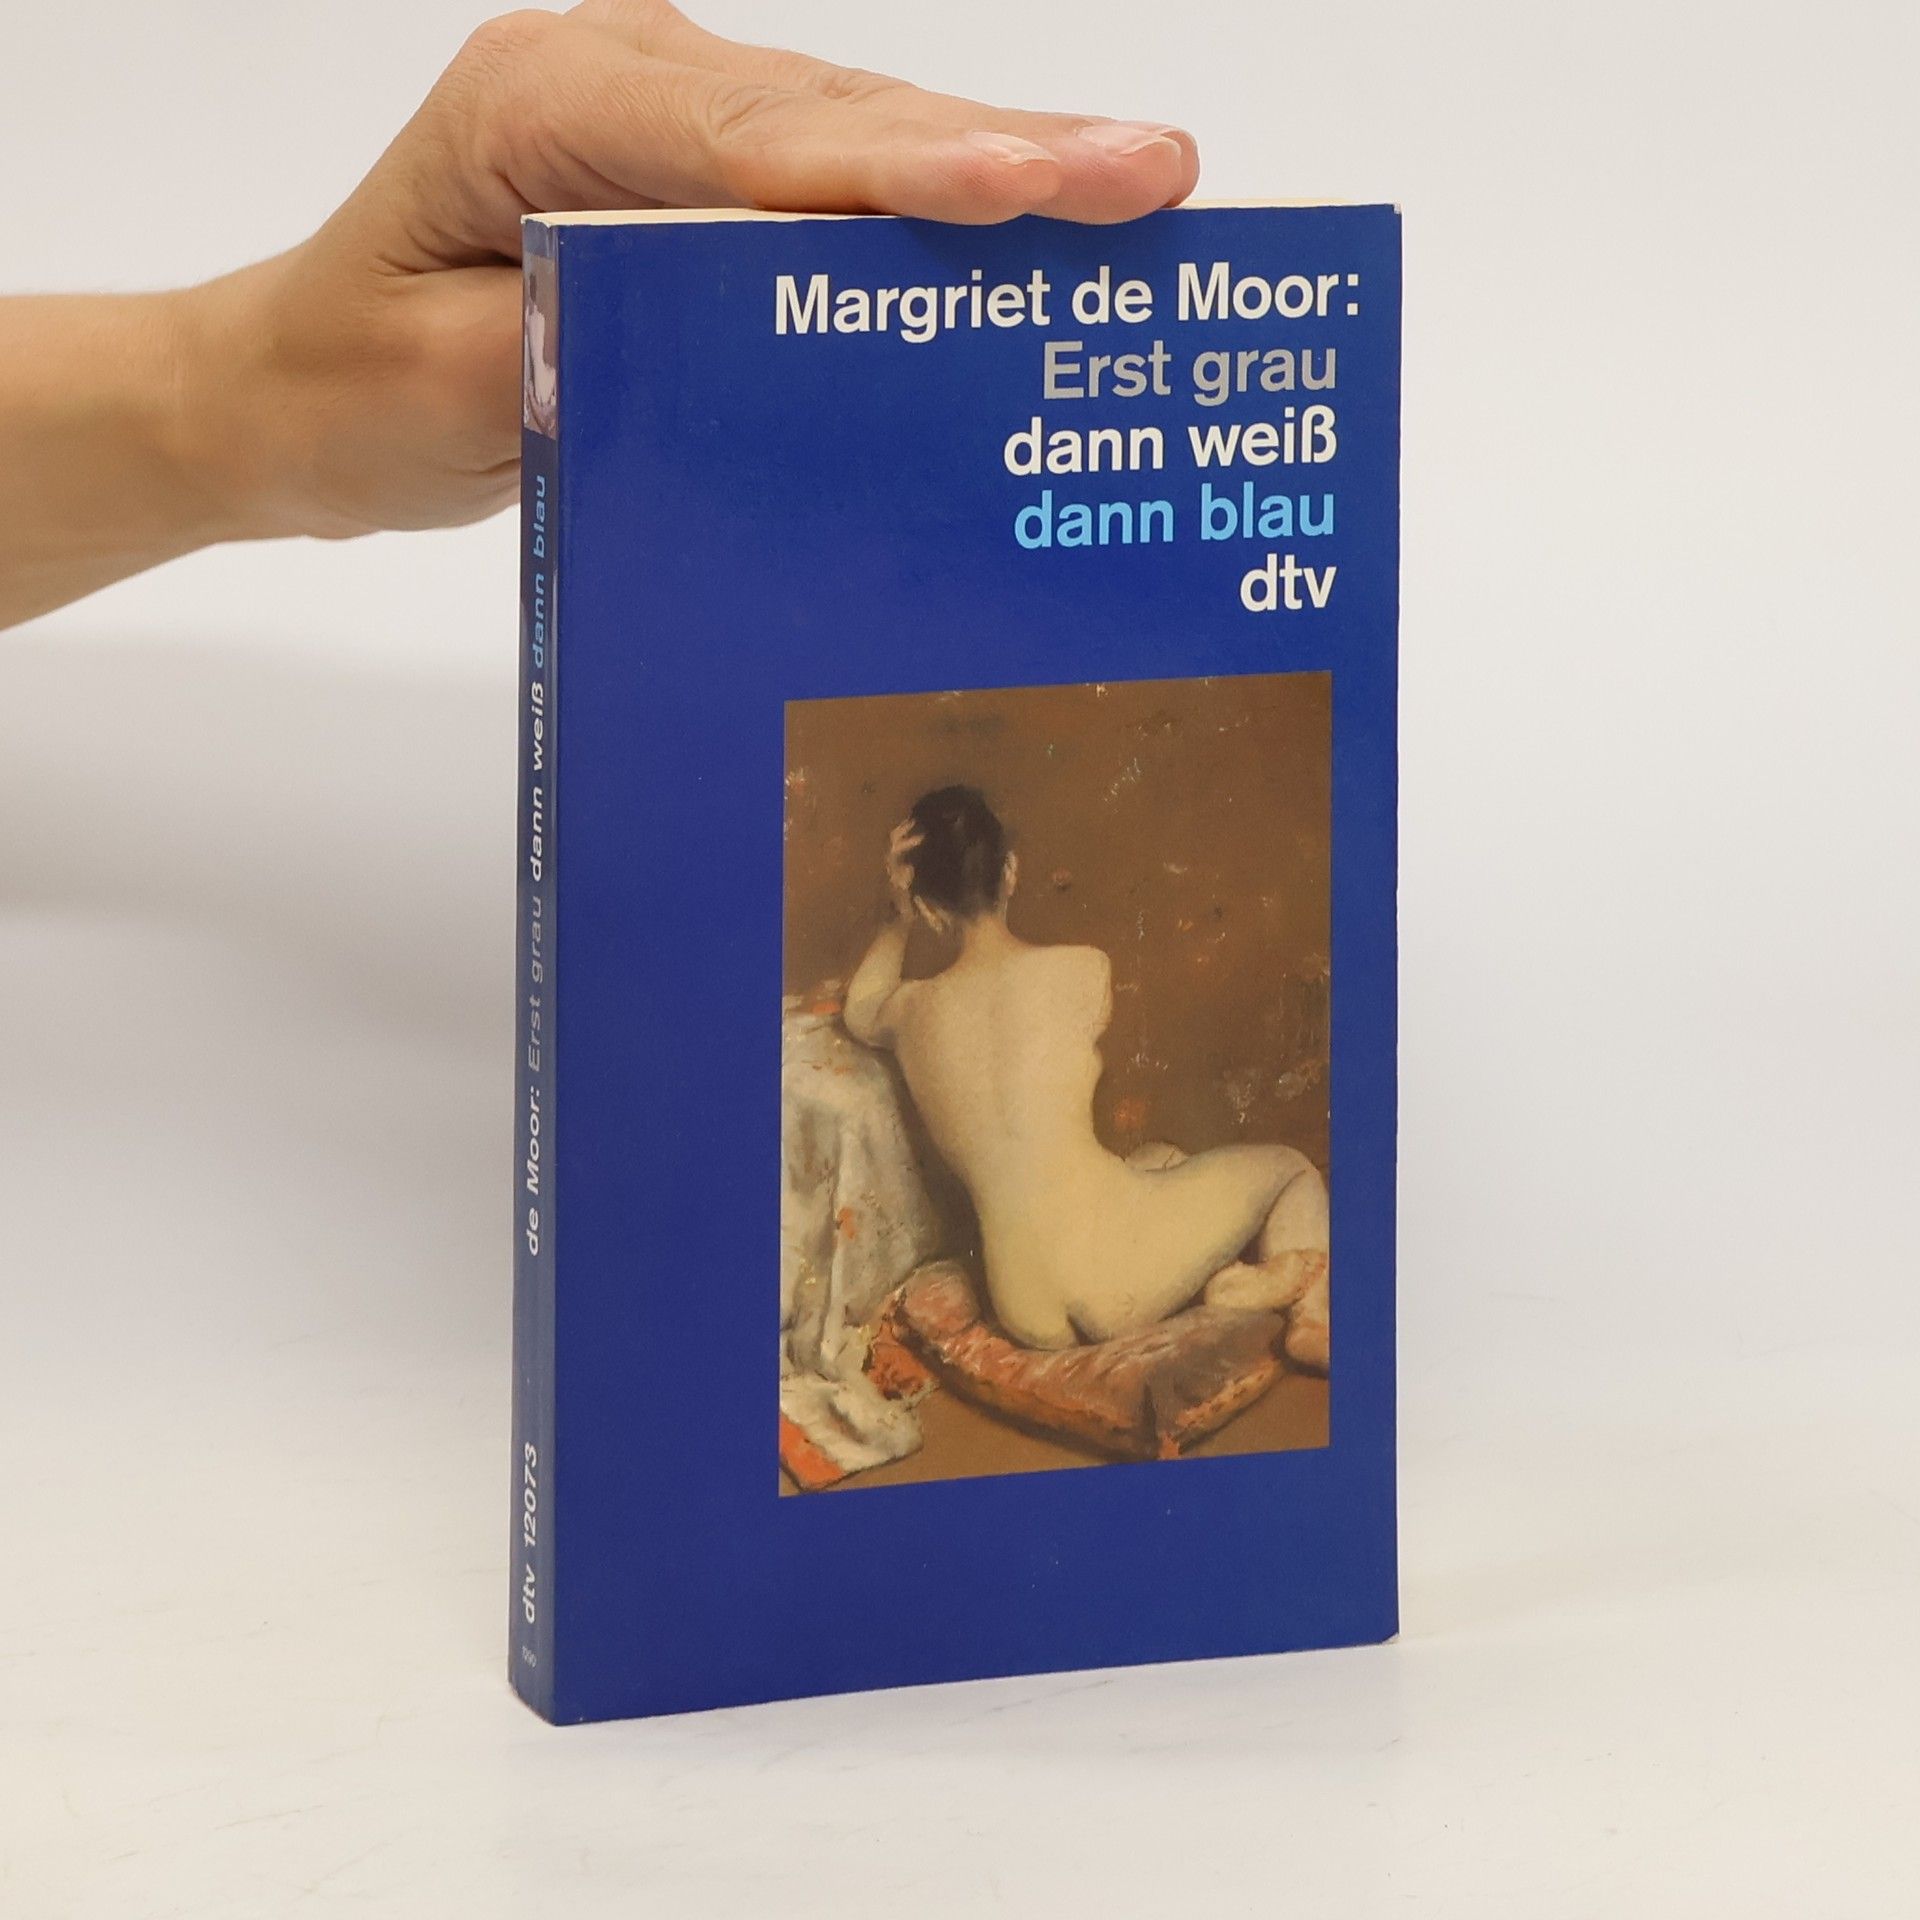 Margriet de Moor:
Erst grau
dann weiß
dann blau
dtv
de Moor: Erst grau dann weiß dann blau
dtv 12073